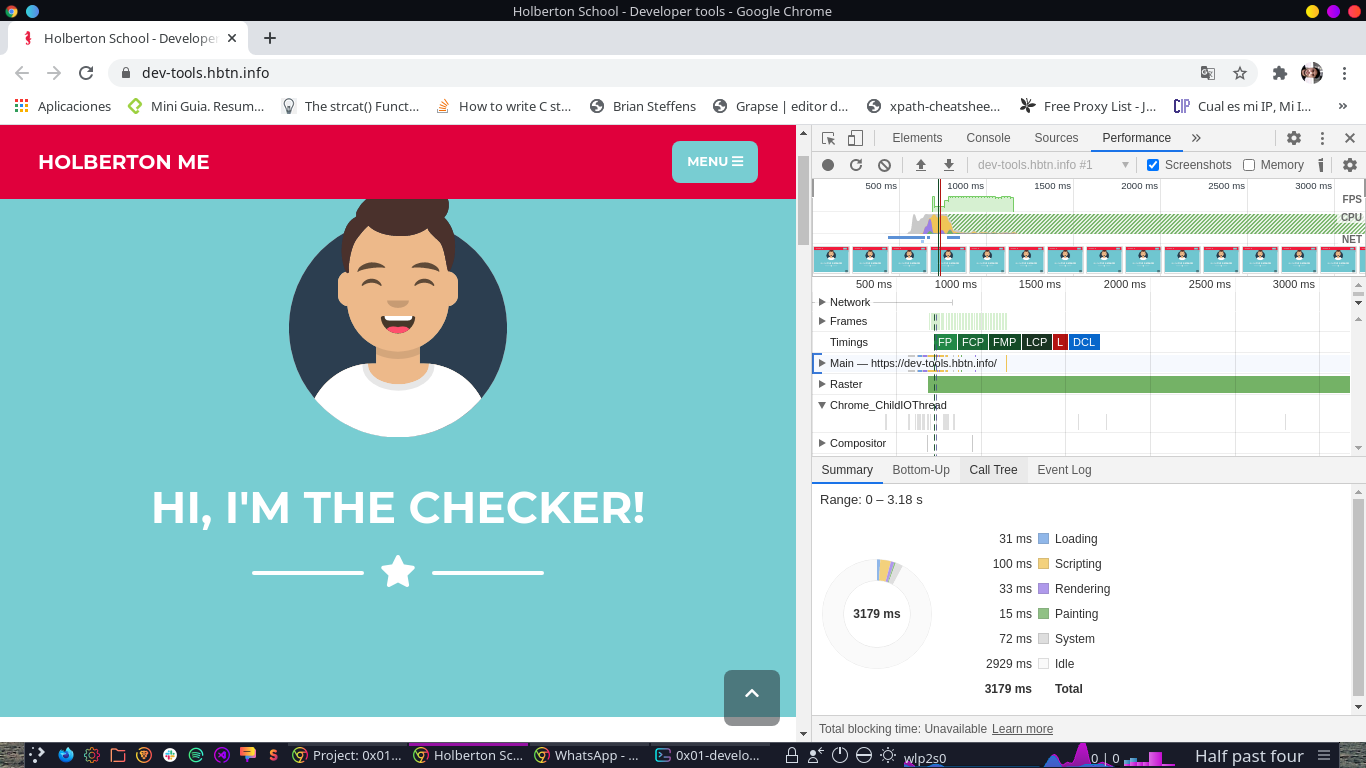 Holberton School - Developer tools - Google Chrome
Holberton School - Develope
dev-tools.hbtn.info
Aplicaciones
Mini Guia. Resum...
The strcat() Funct...
How to write C st...
Brian Steffens
Grapse | editor d...
xpath-cheatshee...
Free Proxy List - J...
Cual es mi IP, Mi I...
HOLBERTON ME
MENU
HI, I'M THE CHECKER!
Elements Console Sources Performance
dev-tools.hbtn.info #1
Screenshots
Memory
500 ms 1000 ms 1500 ms 2000 ms 2500 ms 3000 ms
FPS
CPU
NET
500 ms 1000 ms 1500 ms 2000 ms 2500 ms 3000 ms
Network
Frames
Timings
FP FCP FMP LCP L DCL
Main — https://dev-tools.hbtn.info/
Raster
Chrome_ChildIOThread
Compositor
Summary Bottom-Up Call Tree Event Log
Range: 0 – 3.18 s
3179 ms
31 ms Loading
100 ms Scripting
33 ms Rendering
15 ms Painting
72 ms System
2929 ms Idle
3179 ms Total
Total blocking time: Unavailable Learn more
Project: 0x01...
Holberton Sc...
WhatsApp - ...
0x01-develo...
wlp2s0
0 | 0
Half past four